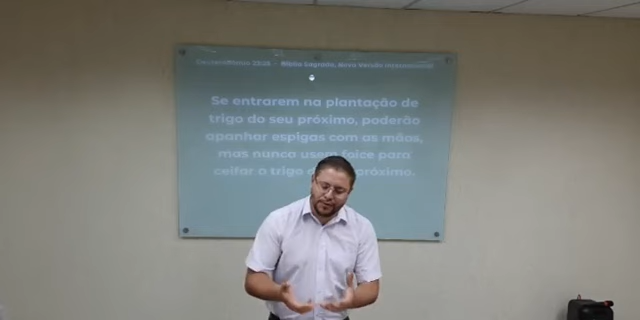 Deuteronômio 23:25 - Bíblia Sagrada, Nova Versão Internacional
Se entrarem na plantação de
trigo do seu próximo, poderão
apanhar espigas com as mãos,
mas nunca usem foice para
ceifar o trigo próximo.